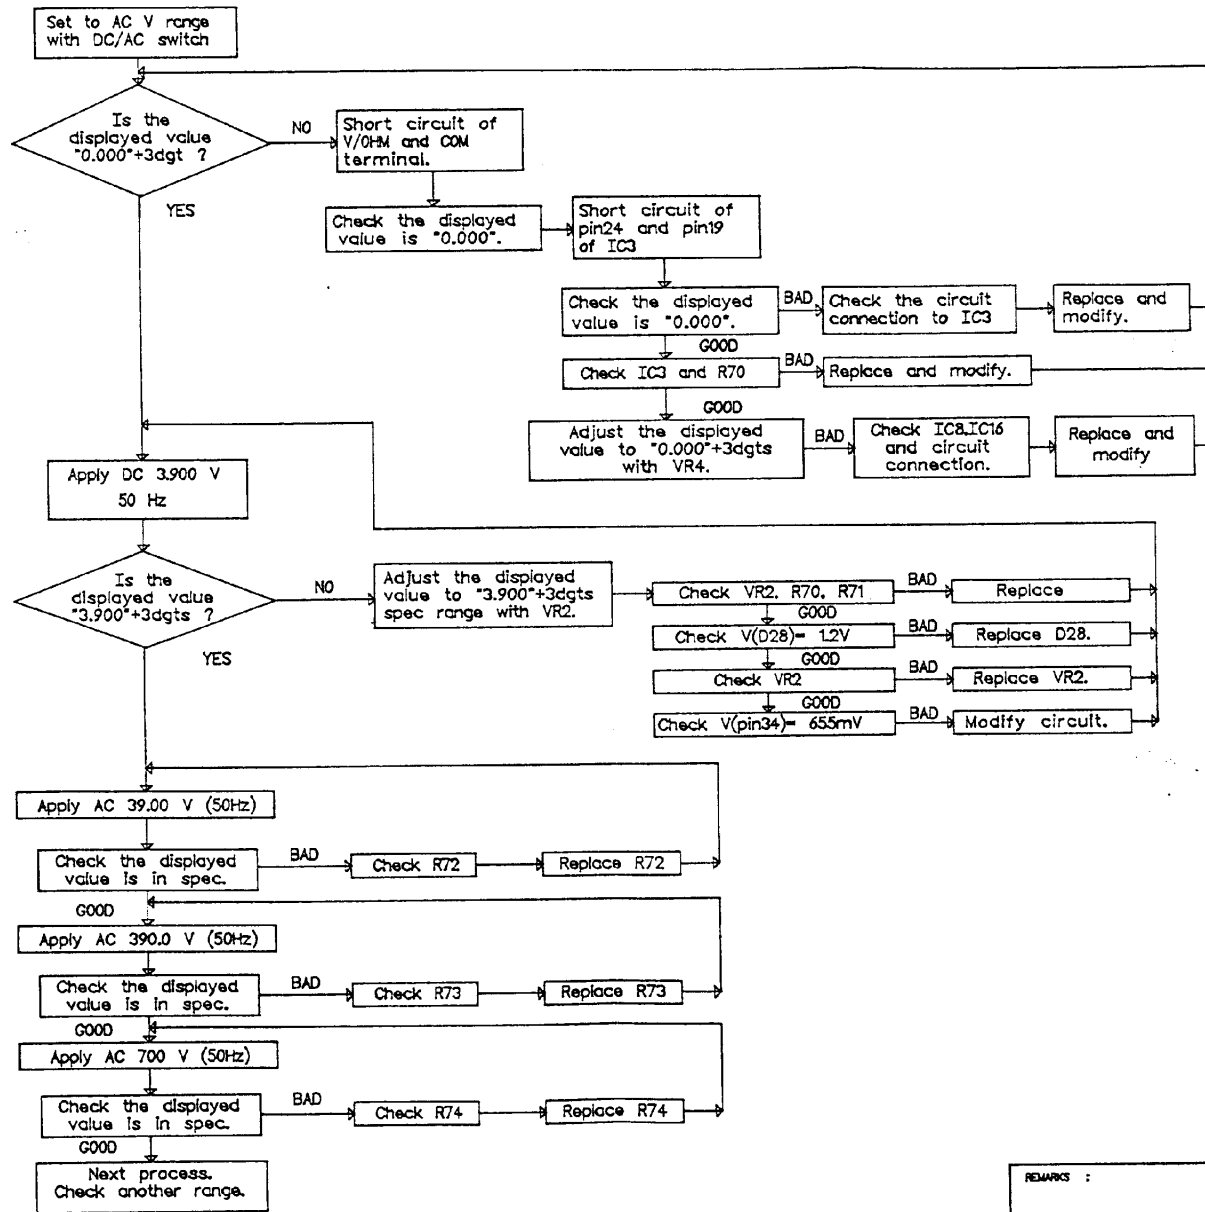 Set to AC V range
with DC/AC switch
Is the
displayed value
"0.000"+3dgt ?
NO
YES
Short circuit of
V/OHM and COM
terminal.
Check the displayed
value is "0.000".
Short circuit of
pin24 and pin19
of IC3
Check the displayed
value is "0.000".
BAD
Check the circuit
connection to IC3
Replace and
modify.
GOOD
Check IC3 and R70
BAD
Replace and modify.
GOOD
Adjust the displayed
value to "0.000"+3dgts
with VR4.
BAD
Check IC8,IC16
and circuit
connection.
Replace and
modify
Apply DC 3.900 V
50 Hz
Is the
displayed value
"3.900"+3dgts ?
NO
YES
Adjust the displayed
value to "3.900"+3dgts
spec range with VR2.
Check VR2. R70. R71
BAD
Replace
GOOD
Check V(D28)= 1.2V
BAD
Replace D28.
GOOD
Check VR2
BAD
Replace VR2.
GOOD
Check V(pin34)= 655mV
BAD
Modify circuit.
Apply AC 39.00 V (50Hz)
Check the displayed
value is in spec.
BAD
Check R72
Replace R72
GOOD
Apply AC 390.0 V (50Hz)
Check the displayed
value is in spec.
BAD
Check R73
Replace R73
GOOD
Apply AC 700 V (50Hz)
Check the displayed
value is in spec.
BAD
Check R74
Replace R74
GOOD
Next process.
Check another range.
REMARKS :